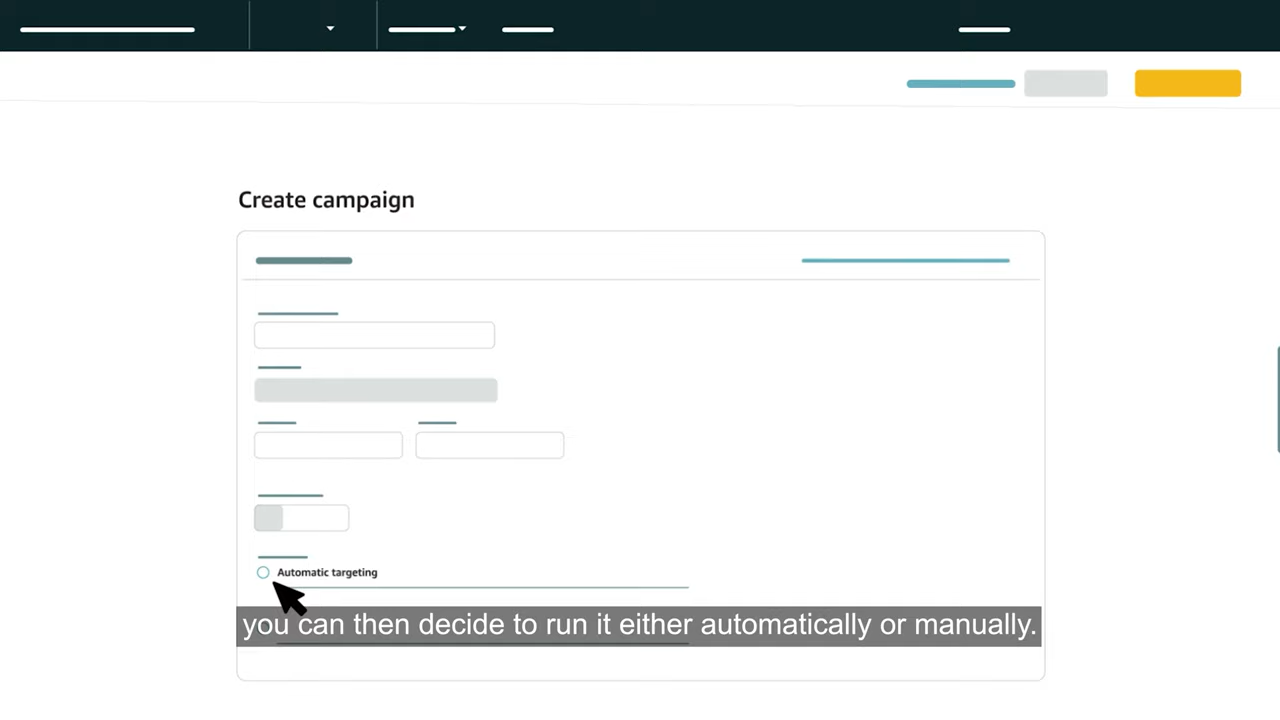 Create campaign
Automatic targeting
you can then decide to run it either automatically or manually.